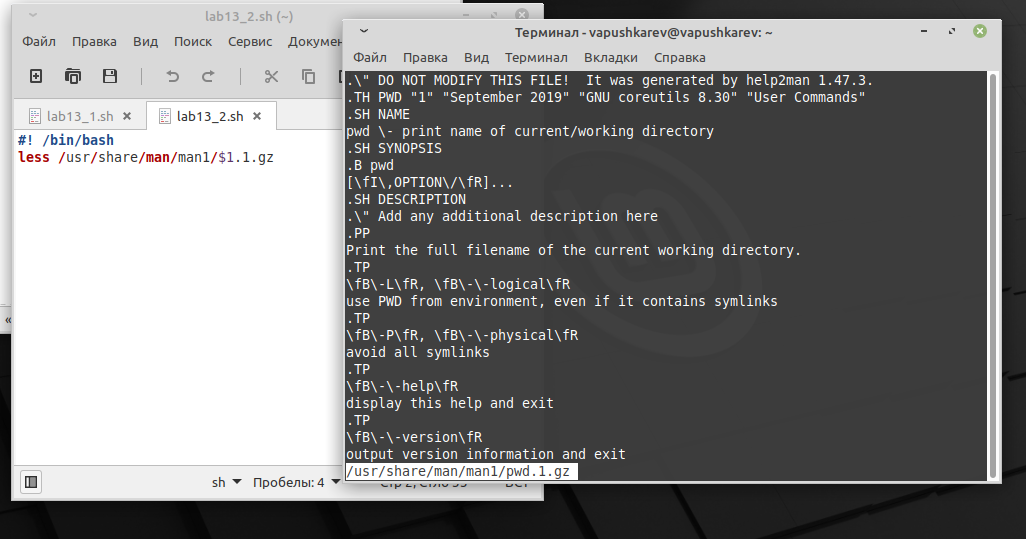 lab13_2.sh (~)
Файл Правка Вид Поиск Сервис
lab13_1.sh × lab13_2.sh ×
#! /bin/bash
less /usr/share/man/man1/$1.1.gz
sh Пробелы: 4
Терминал - vapushkarev@vapushkarev: ~
Файл Правка Вид Терминал Вкладки Справка
.\" DO NOT MODIFY THIS FILE!  It was generated by help2man 1.47.3.
.TH PWD "1" "September 2019" "GNU coreutils 8.30" "User Commands"
.SH NAME
pwd \- print name of current/working directory
.SH SYNOPSIS
.B pwd
[\fI\,OPTION\/\fR]...
.SH DESCRIPTION
.\" Add any additional description here
.PP
Print the full filename of the current working directory.
.TP
\fB\-L\fR, \fB\-\-logical\fR
use PWD from environment, even if it contains symlinks
.TP
\fB\-P\fR, \fB\-\-physical\fR
avoid all symlinks
.TP
\fB\-\-help\fR
display this help and exit
.TP
\fB\-\-version\fR
output version information and exit
/usr/share/man/man1/pwd.1.gz